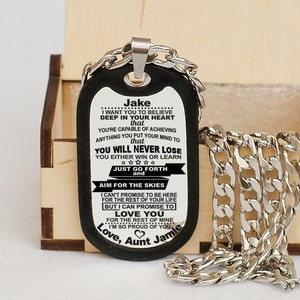 Jake
I WANT YOU TO BELIEVE
DEEP IN YOUR HEART
that
YOU'RE CAPABLE OF ACHIEVING
ANYTHING YOU PUT YOUR MIND TO
that
YOU WILL NEVER LOSE
YOU EITHER WIN OR LEARN
JUST GO FORTH
and
AIM FOR THE SKIES
I CAN'T PROMISE TO BE HERE
FOR THE REST OF YOUR LIFE
BUT I CAN PROMISE TO
LOVE YOU
FOR THE REST OF MINE
I'M SO PROUD OF YOU
Love, Aunt Jamie